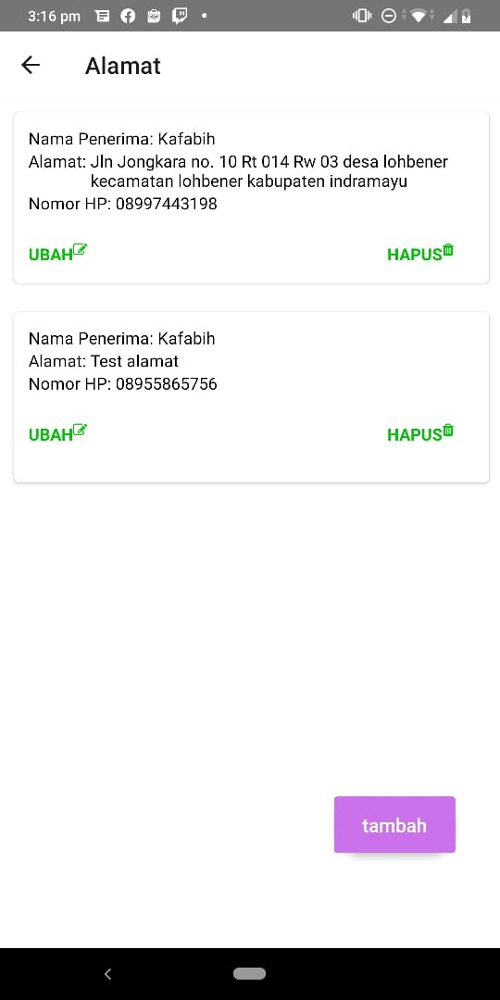 3:16 pm
Alamat
Nama Penerima: Kafabih
Alamat: Jln Jongkara no. 10 Rt 014 Rw 03 desa lohbener
kecamatan lohbener kabupaten indramayu
Nomor HP: 08997443198
UBAH HAPUS
Nama Penerima: Kafabih
Alamat: Test alamat
Nomor HP: 08955865756
UBAH HAPUS
tambah